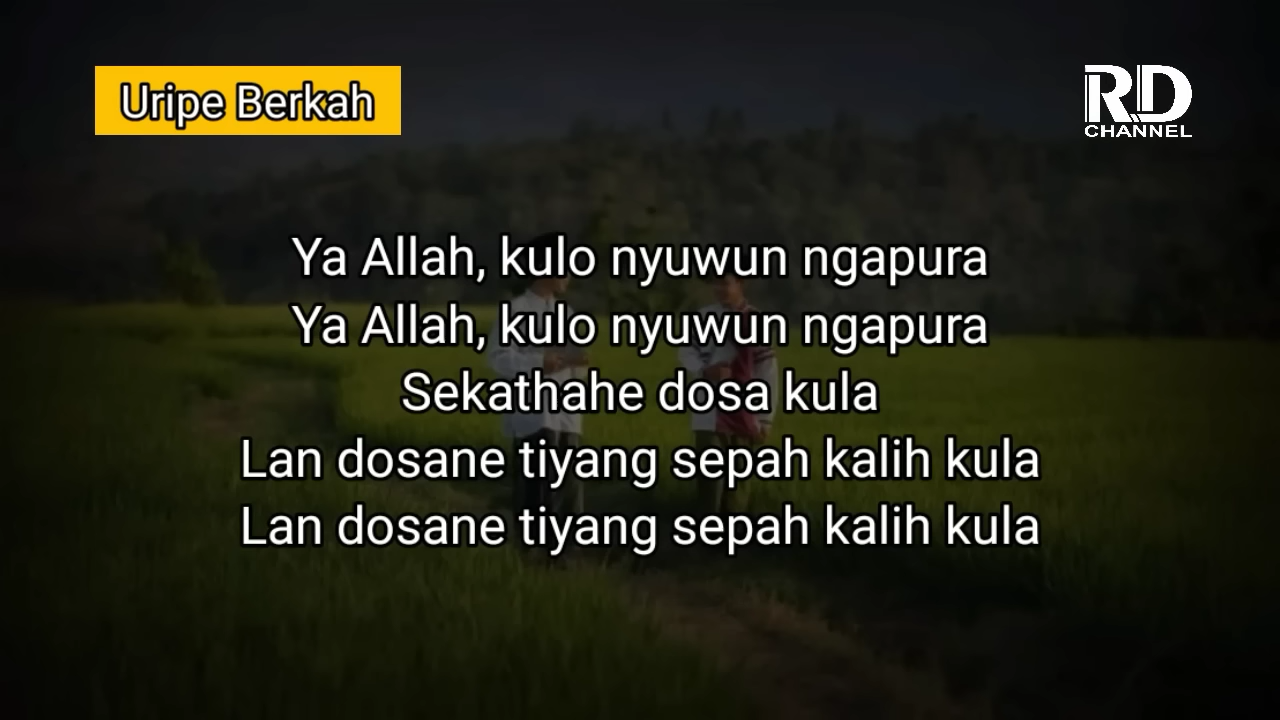 Uripe Berkah
RD
CHANNEL
Ya Allah, kulo nyuwun ngapura
Ya Allah, kulo nyuwun ngapura
Sekathahe dosa kula
Lan dosane tiyang sepah kalih kula
Lan dosane tiyang sepah kalih kula